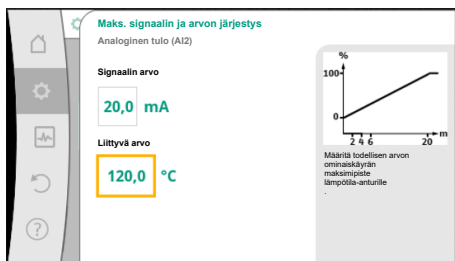 Maks. signaalin ja arvon järjestys
Analoginen tulo (AI2)
Signaalin arvo
20,0 mA
Liittyvä arvo
120,0 °C
%
100
0
2 4 6 20
m
Määritä todellisen arvon
ominaiskäyrän
maksimipiste
lämpötila-anturille
.
?